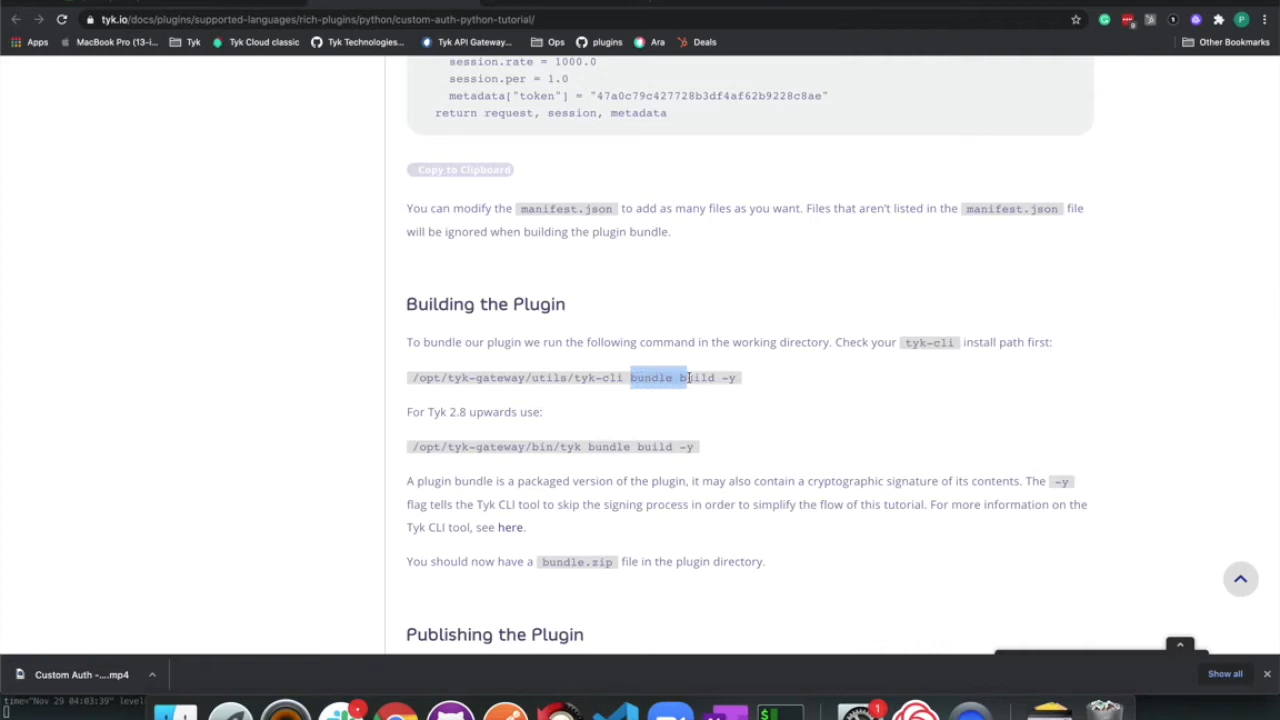 tyk.io/docs/plugins/supported-languages/rich-plugins/python/custom-auth-python-tutorial/
Apps MacBook Pro (13-i... Tyk Tyk Cloud classic Tyk Technologies... Tyk API Gateway... Ops plugins Ara Deals Other Bookmarks
session.rate = 1000.0
session.per = 1.0
metadata["token"] = "47a0c79c427728b3df4af62b9228c8ae"
return request, session, metadata
Copy to Clipboard
You can modify the manifest.json to add as many files as you want. Files that aren't listed in the manifest.json file
will be ignored when building the plugin bundle.
Building the Plugin
To bundle our plugin we run the following command in the working directory. Check your tyk-cli install path first:
/opt/tyk-gateway/utils/tyk-cli bundle build -y
For Tyk 2.8 upwards use:
/opt/tyk-gateway/bin/tyk bundle build -y
A plugin bundle is a packaged version of the plugin, it may also contain a cryptographic signature of its contents. The -y
flag tells the Tyk CLI tool to skip the signing process in order to simplify the flow of this tutorial. For more information on the
Tyk CLI tool, see here.
You should now have a bundle.zip file in the plugin directory.
Publishing the Plugin
Custom Auth -....mp4 Show all
time="Nov 29 04:03:39" level